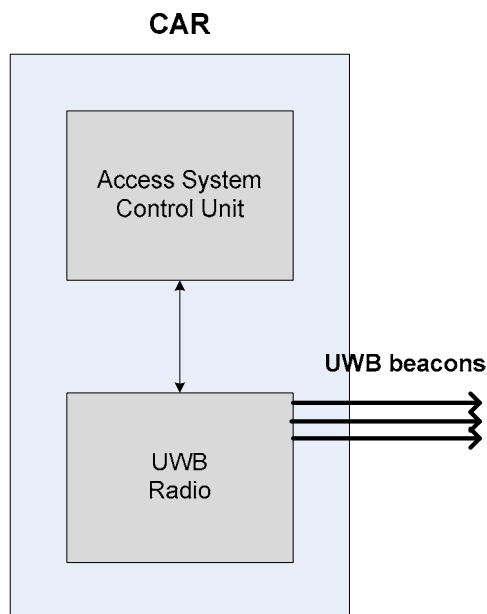 CAR
Access System
Control Unit
UWB beacons
UWB
Radio